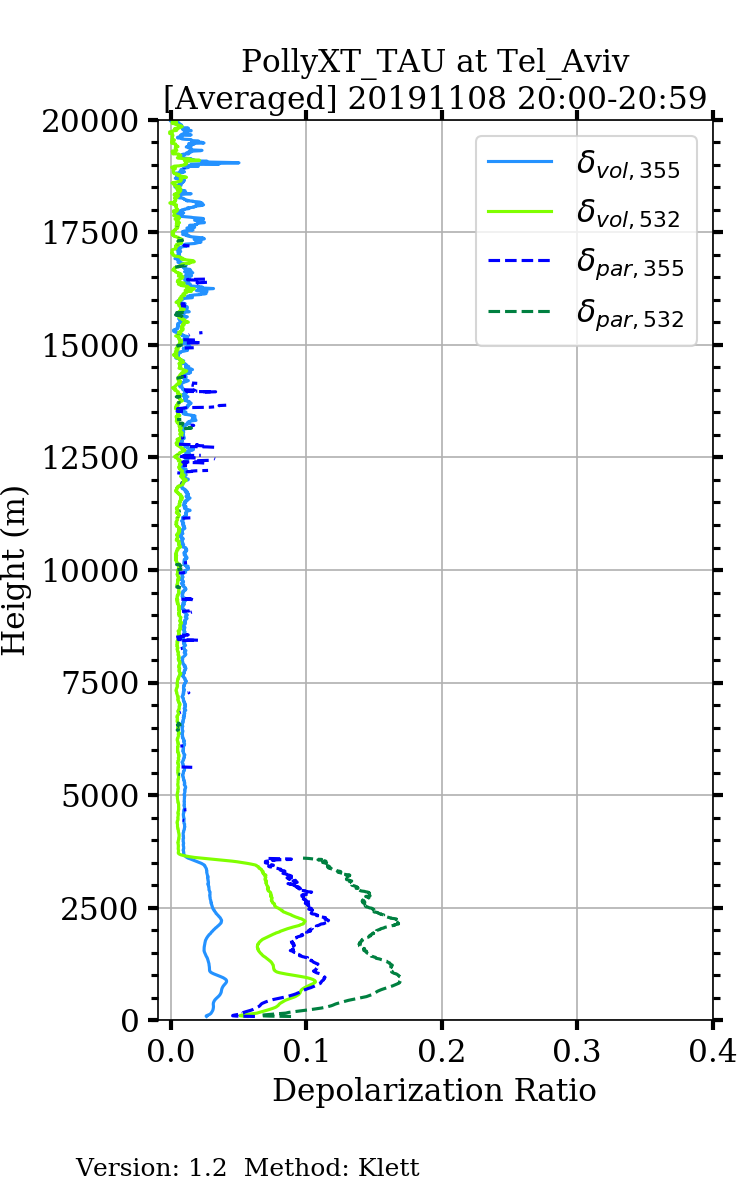 PollyXT_TAU at Tel_Aviv
[Averaged] 20191108 20:00-20:59
20000
17500
15000
12500
10000
7500
5000
2500
0
Height (m)
δvol, 355
δvol, 532
δpar, 355
δpar, 532
0.0 0.1 0.2 0.3 0.4
Depolarization Ratio
Version: 1.2 Method: Klett